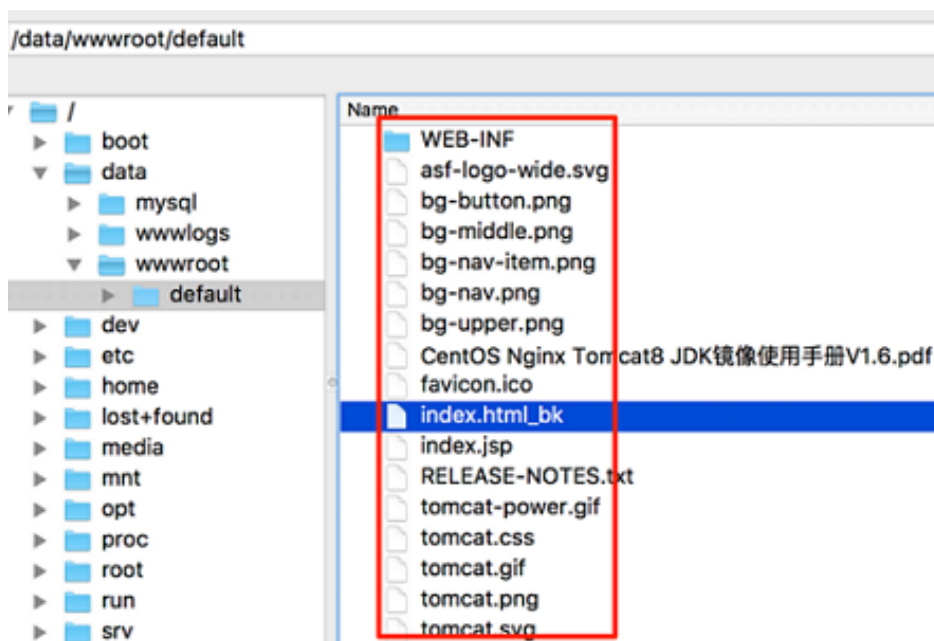 /data/wwwroot/default
/
boot
data
mysql
wwwlogs
wwwroot
default
dev
etc
home
lost+found
media
mnt
opt
proc
root
run
srv
Name
WEB-INF
asf-logo-wide.svg
bg-button.png
bg-middle.png
bg-nav-item.png
bg-nav.png
bg-upper.png
CentOS Nginx Tomcat8 JDK镜像使用手册V1.6.pdf
favicon.ico
index.html_bk
index.jsp
RELEASE-NOTES.txt
tomcat-power.gif
tomcat.css
tomcat.gif
tomcat.png
tomcat.svg